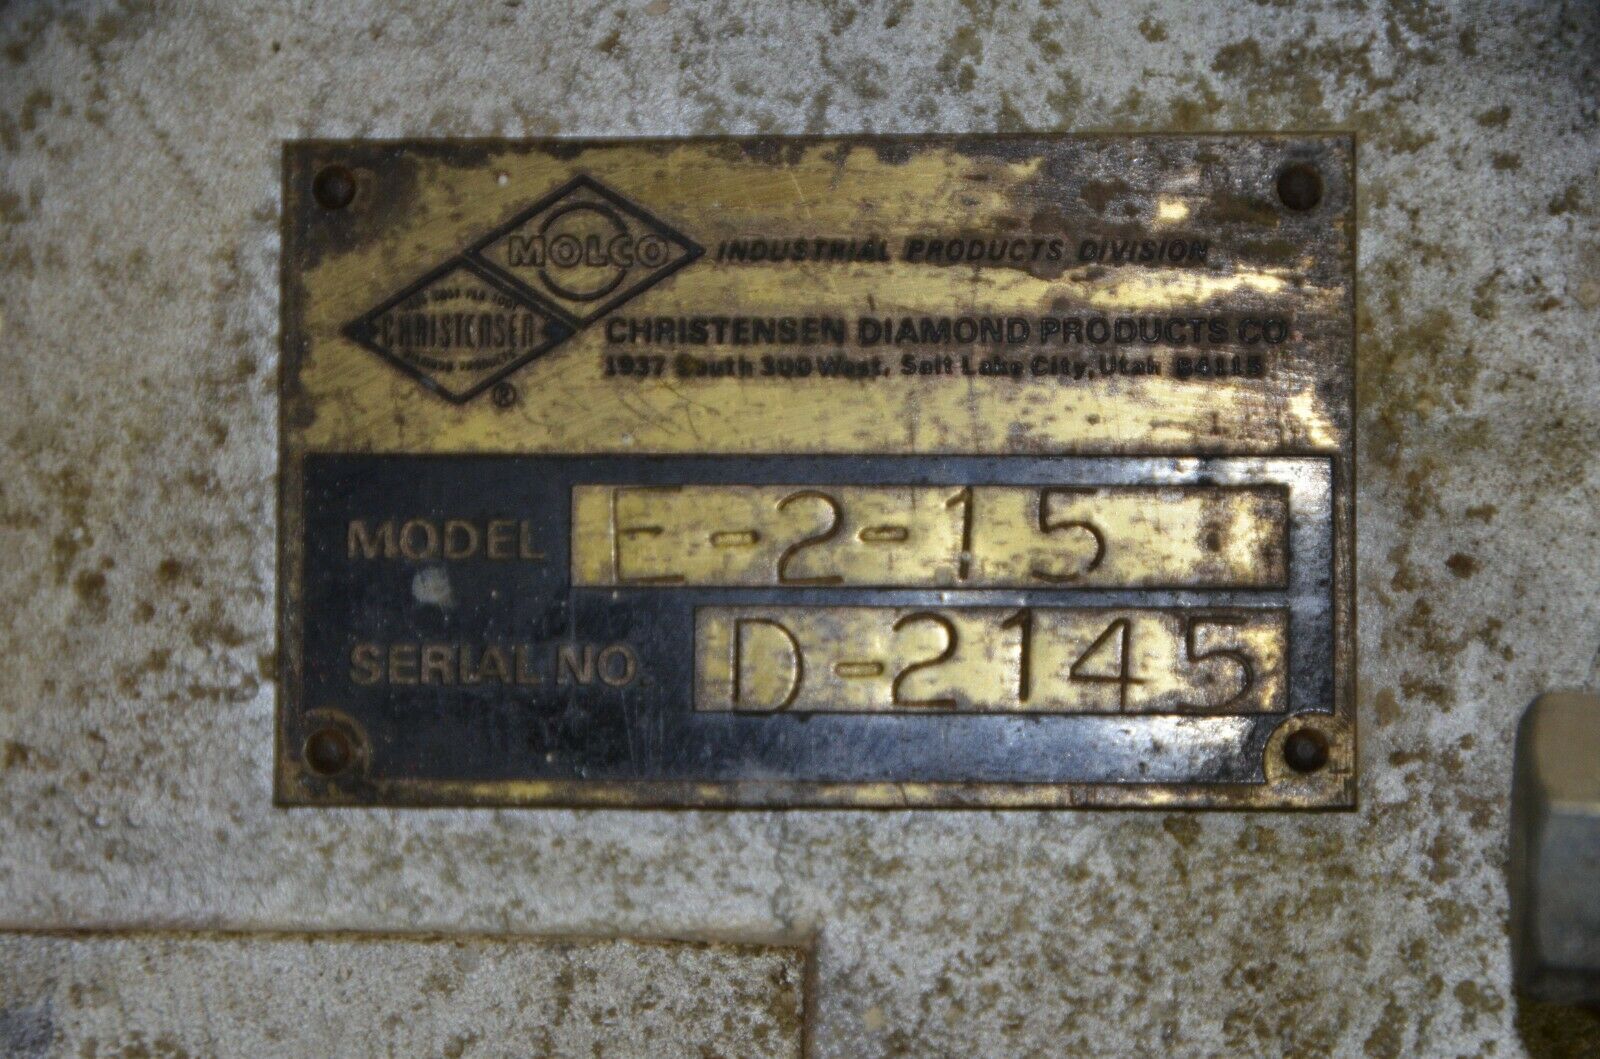 MOLCO INDUSTRIAL PRODUCTS DIVISION
CHRISTENSEN
CHRISTENSEN DIAMOND PRODUCTS CO
1937 South 300 West, Salt Lake City, Utah 84115
®
MODEL E-2-15
SERIAL NO. D-2145